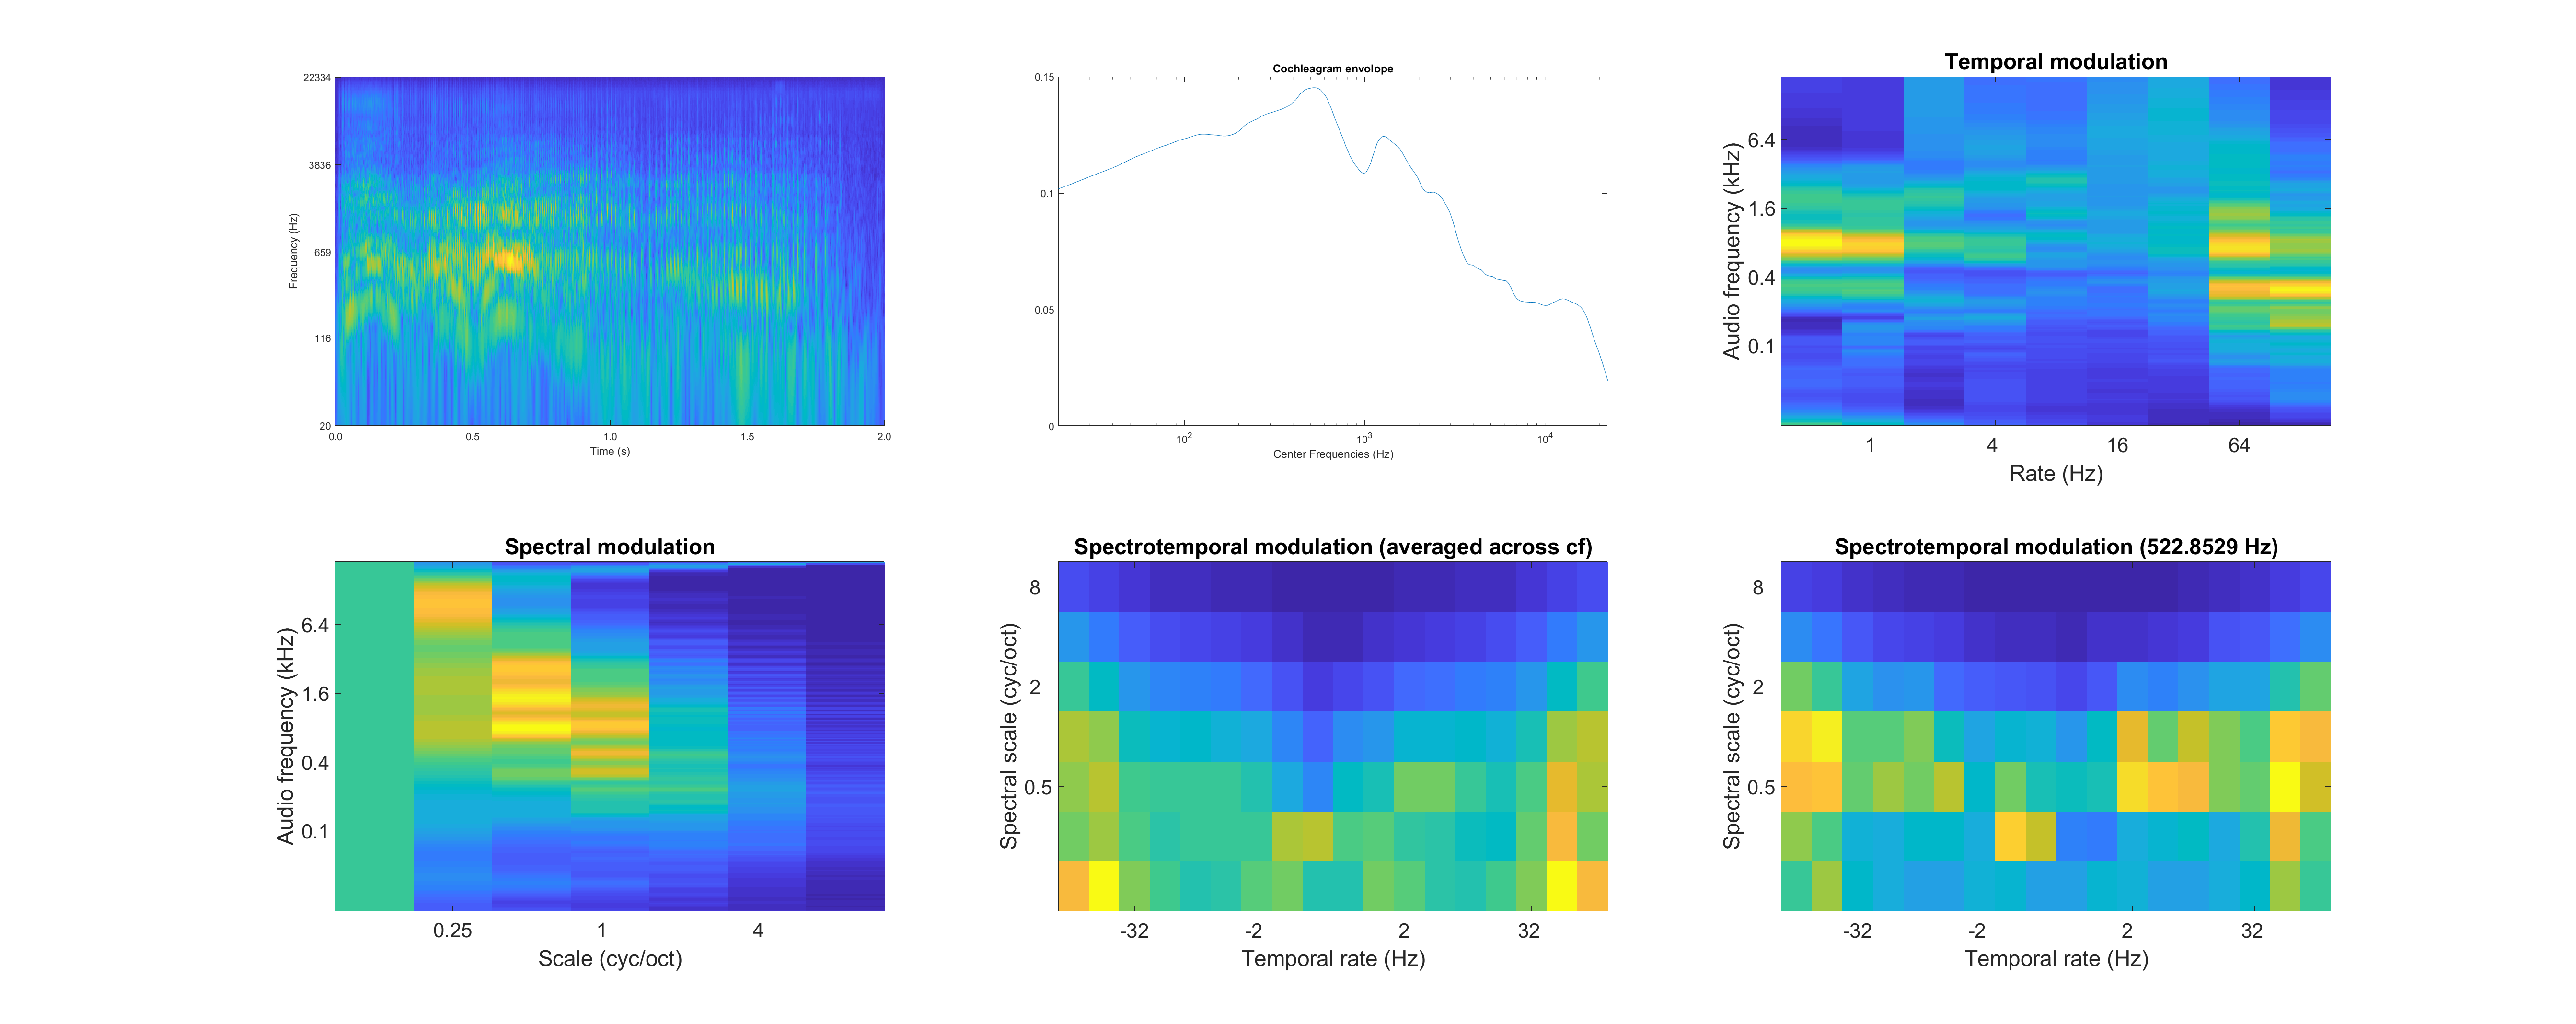 22334
3836
659
116
20
Frequency (Hz)
0.0 0.5 1.0 1.5 2.0
Time (s)
Cochleagram envolope
0.15
0.1
0.05
0
10^2 10^3 10^4
Center Frequencies (Hz)
Temporal modulation
6.4
1.6
0.4
0.1
Audio frequency (kHz)
1 4 16 64
Rate (Hz)
Spectral modulation
6.4
1.6
0.4
0.1
Audio frequency (kHz)
0.25 1 4
Scale (cyc/oct)
Spectrotemporal modulation (averaged across cf)
8
2
0.5
Spectral scale (cyc/oct)
-32 -2 2 32
Temporal rate (Hz)
Spectrotemporal modulation (522.8529 Hz)
8
2
0.5
Spectral scale (cyc/oct)
-32 -2 2 32
Temporal rate (Hz)